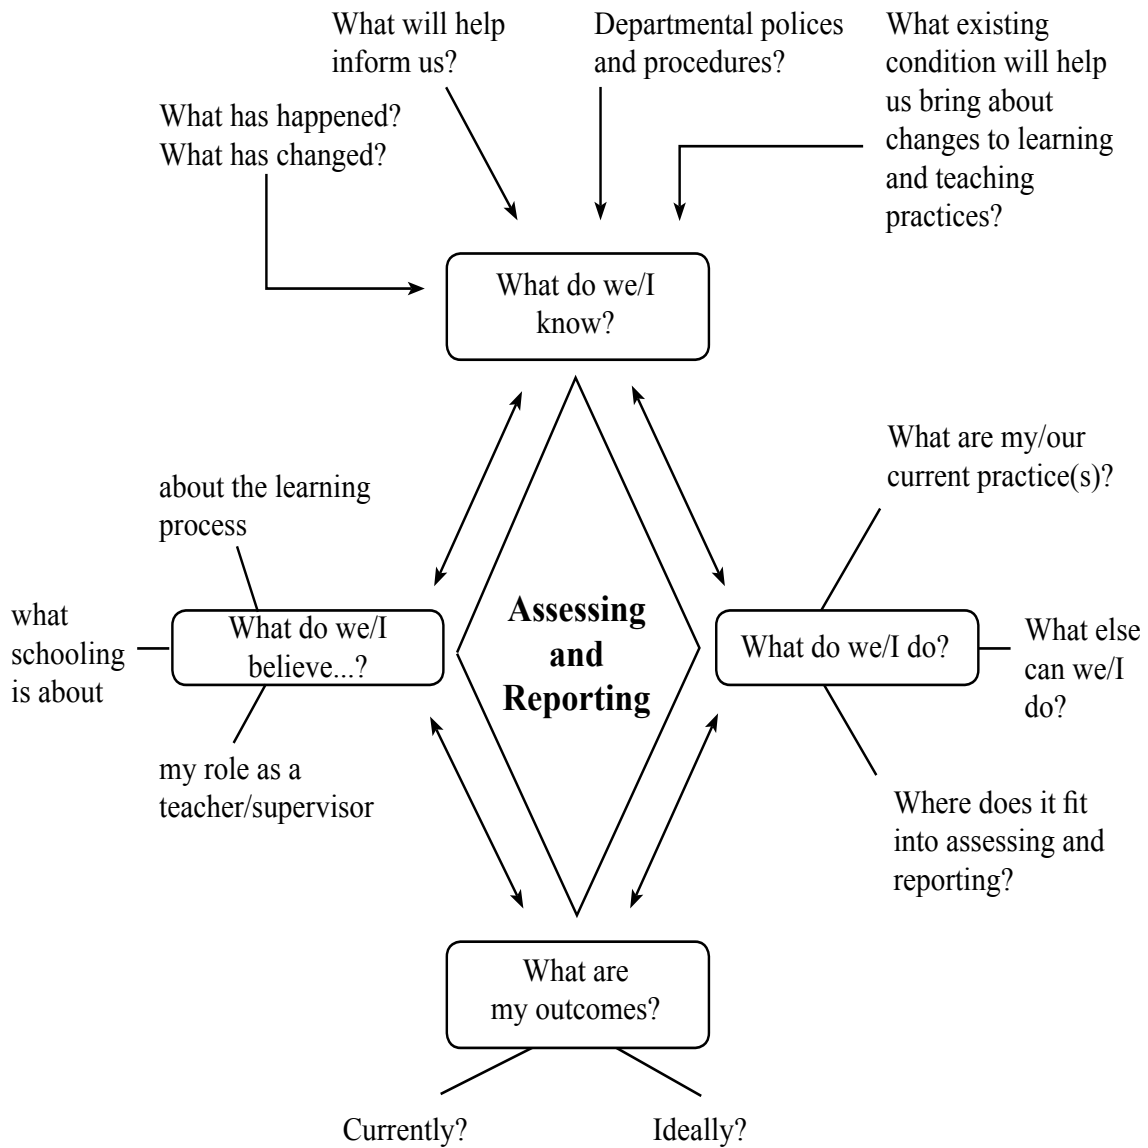 What will help
inform us?
Departmental polices
and procedures?
What existing
condition will help
us bring about
changes to learning
and teaching
practices?
What has happened?
What has changed?
What do we/I
know?
What are my/our
current practice(s)?
about the learning
process
what
schooling
is about
What do we/I
believe...?
my role as a
teacher/supervisor
Assessing
and
Reporting
What do we/I do?
What else
can we/I
do?
Where does it fit
into assessing and
reporting?
What are
my outcomes?
Currently?
Ideally?